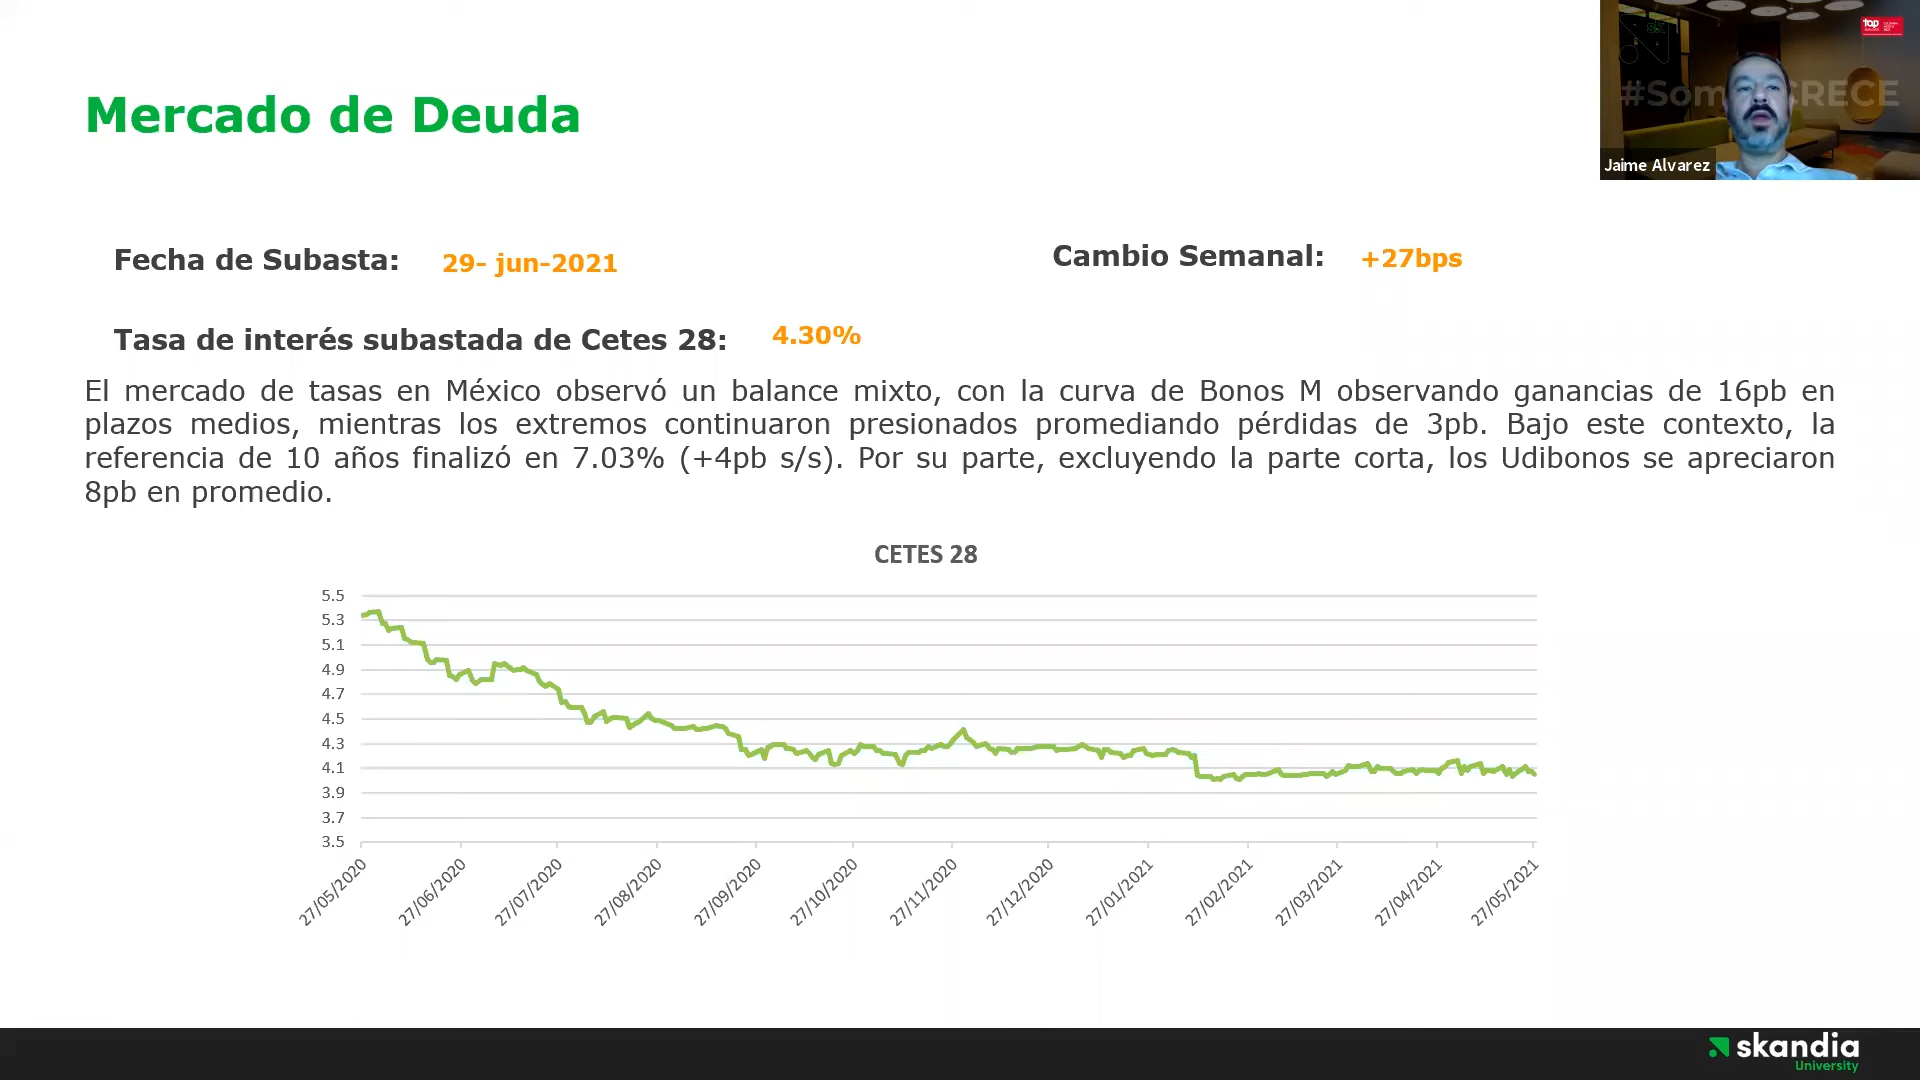 Mercado de Deuda
sk
top
#Som CRECE
Jaime Alvarez
Fecha de Subasta: 29- jun-2021
Cambio Semanal: +27bps
Tasa de interés subastada de Cetes 28: 4.30%
El mercado de tasas en México observó un balance mixto, con la curva de Bonos M observando ganancias de 16pb en
plazos medios, mientras los extremos continuaron presionados promediando pérdidas de 3pb. Bajo este contexto, la
referencia de 10 años finalizó en 7.03% (+4pb s/s). Por su parte, excluyendo la parte corta, los Udibonos se apreciaron
8pb en promedio.
CETES 28
5.5
5.3
5.1
4.9
4.7
4.5
4.3
4.1
3.9
3.7
3.5
27/05/2020
27/06/2020
27/07/2020
27/08/2020
27/09/2020
27/10/2020
27/11/2020
27/12/2020
27/01/2021
27/02/2021
27/03/2021
27/04/2021
27/05/2021
skandia
University